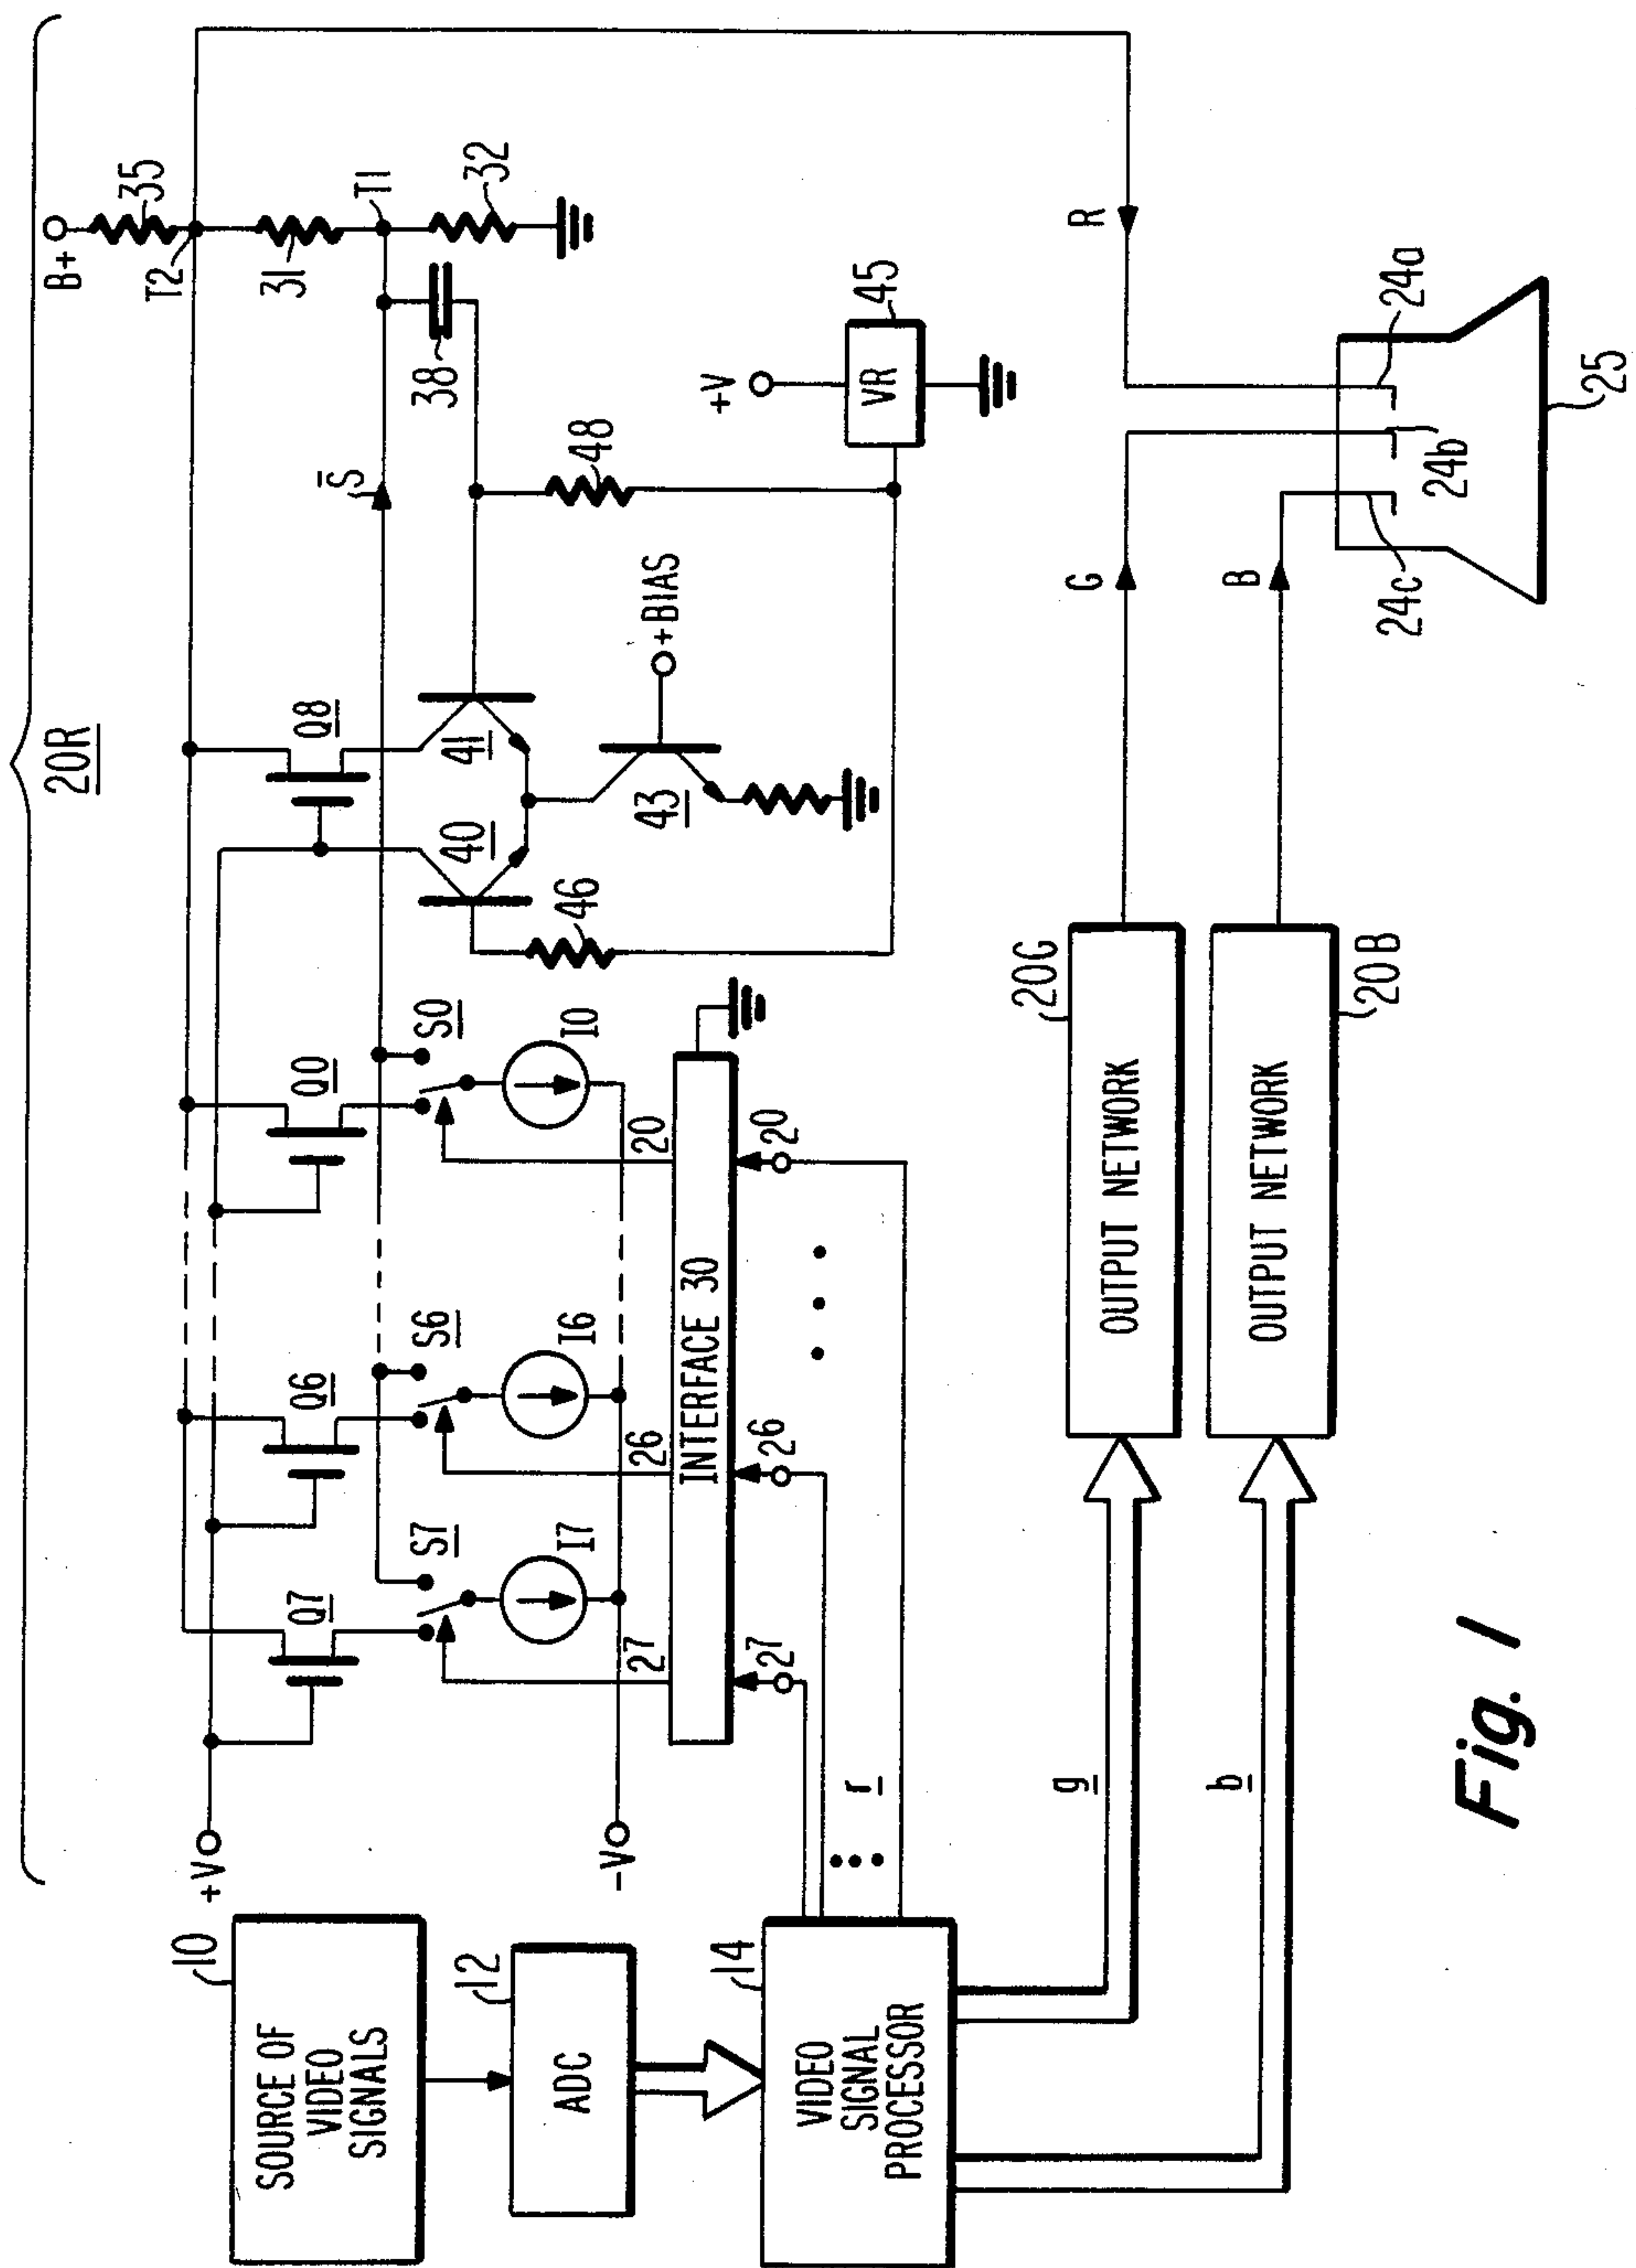 20R
B+
35
T2
31
T1
32
38
S̅
Q8
Q0
Q6
Q7
+V
10
SOURCE OF
VIDEO
SIGNALS
12
ADC
14
VIDEO
SIGNAL
PROCESSOR
S7
S6
S0
I7
I6
I0
-V
27
26
20
INTERFACE 30
27
26
20
r
g
b
40
41
43
46
+BIAS
48
+V
VR
45
20G
OUTPUT NETWORK
20B
OUTPUT NETWORK
R
G
B
24a
24b
24c
25
Fig. 1